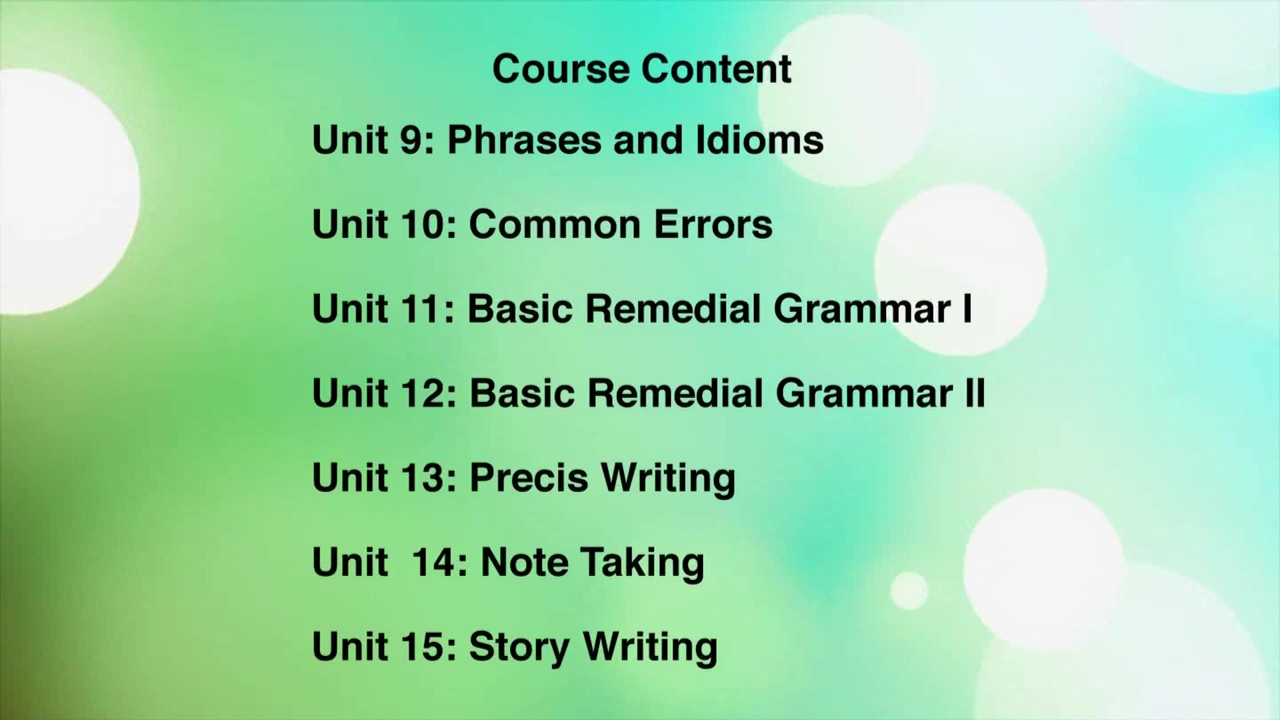 Course Content
Unit 9: Phrases and Idioms
Unit 10: Common Errors
Unit 11: Basic Remedial Grammar I
Unit 12: Basic Remedial Grammar II
Unit 13: Precis Writing
Unit  14: Note Taking
Unit 15: Story Writing